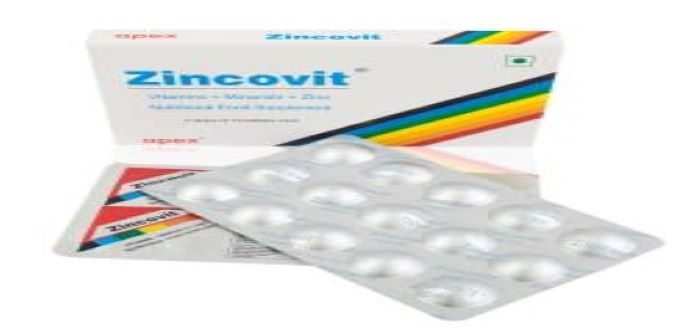 apex Zincovit
Zincovit®
Vitamins + Minerals + Zinc
Nutritional Food Supplement
apex
Zincovit
Zincovit